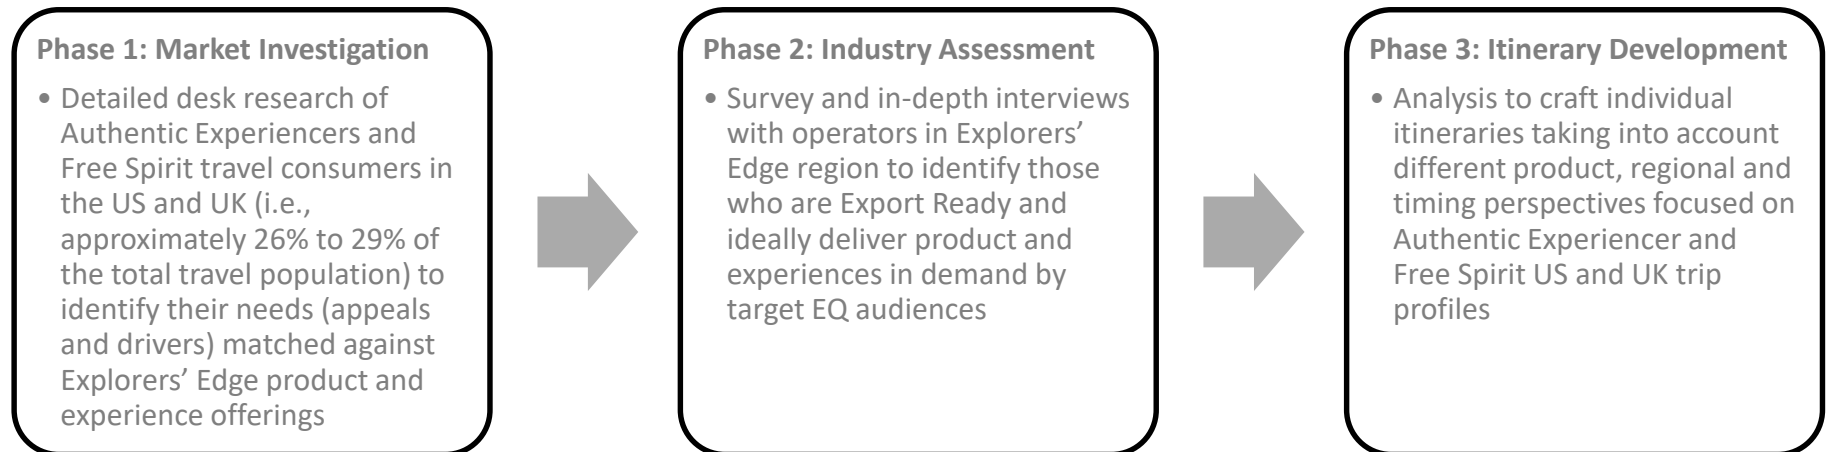 Phase 1: Market Investigation
• Detailed desk research of
Authentic Experiencers and
Free Spirit travel consumers in
the US and UK (i.e.,
approximately 26% to 29% of
the total travel population) to
identify their needs (appeals
and drivers) matched against
Explorers’ Edge product and
experience offerings
Phase 2: Industry Assessment
• Survey and in-depth interviews
with operators in Explorers’
Edge region to identify those
who are Export Ready and
ideally deliver product and
experiences in demand by
target EQ audiences
Phase 3: Itinerary Development
• Analysis to craft individual
itineraries taking into account
different product, regional and
timing perspectives focused on
Authentic Experiencer and
Free Spirit US and UK trip
profiles